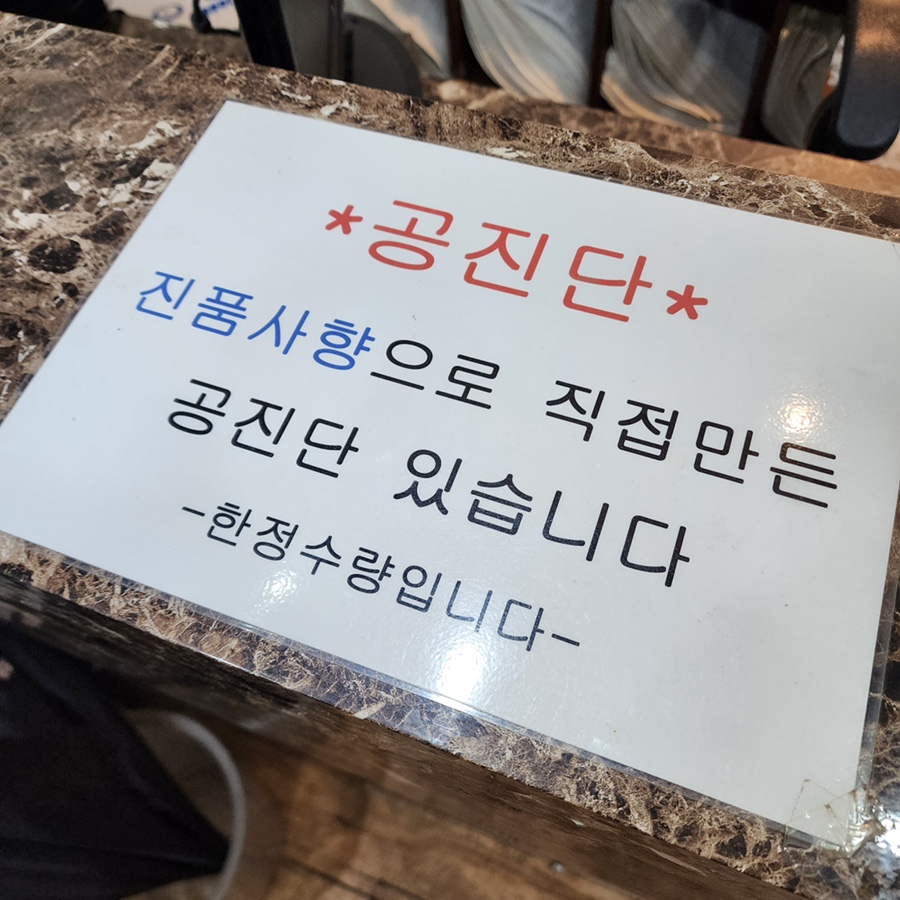 *공진단*
진품사향으로 직접만든
공진단 있습니다
-한정수량입니다-